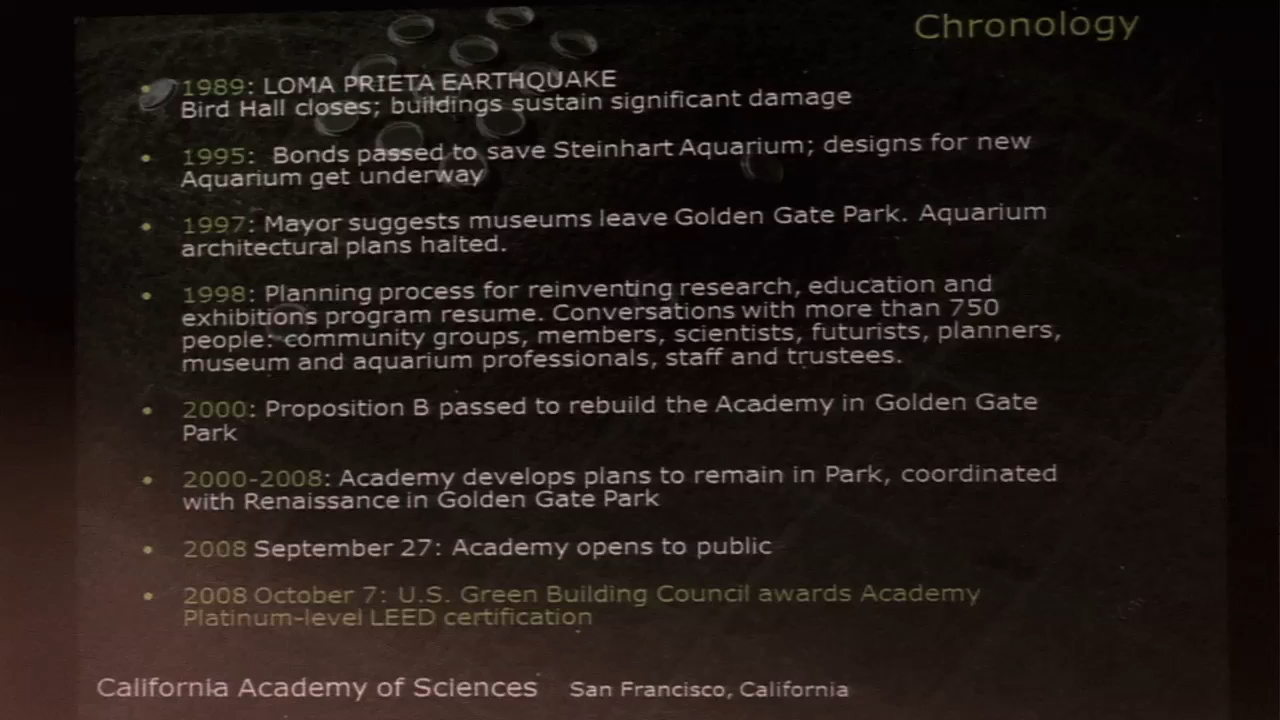 Chronology
1989: LOMA PRIETA EARTHQUAKE
Bird Hall closes; buildings sustain significant damage
1995: Bonds passed to save Steinhart Aquarium; designs for new
Aquarium get underway
1997: Mayor suggests museums leave Golden Gate Park. Aquarium
architectural plans halted.
1998: Planning process for reinventing research, education and
exhibitions program resume. Conversations with more than 750
people: community groups, members, scientists, futurists, planners,
museum and aquarium professionals, staff and trustees.
2000: Proposition B passed to rebuild the Academy in Golden Gate
Park
2000-2008: Academy develops plans to remain in Park, coordinated
with Renaissance in Golden Gate Park
2008 September 27: Academy opens to public
2008 October 7: U.S. Green Building Council awards Academy
Platinum-level LEED certification
California Academy of Sciences San Francisco, California